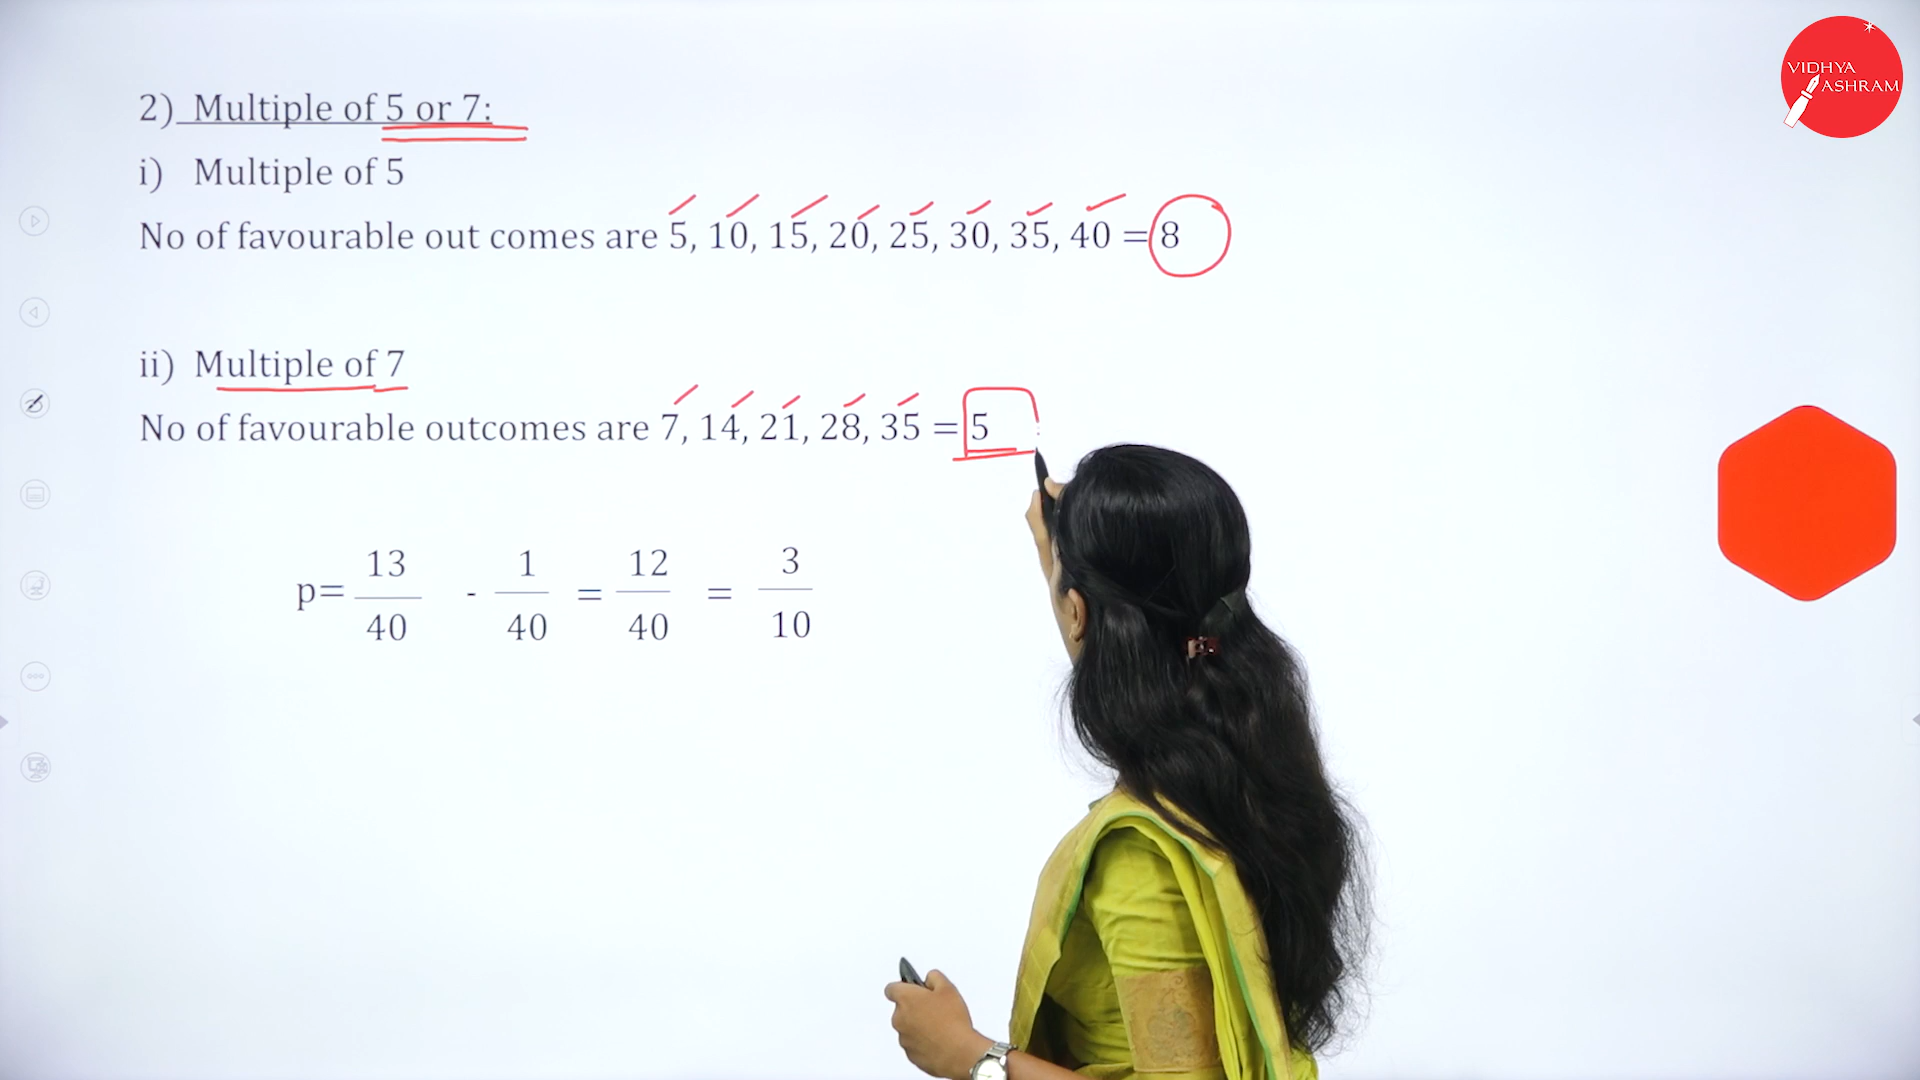 VIDHYA
ASHRAM
2) Multiple of 5 or 7:
i) Multiple of 5
No of favourable out comes are 5, 10, 15, 20, 25, 30, 35, 40 = 8
ii) Multiple of 7
No of favourable outcomes are 7, 14, 21, 28, 35 = 5
p= 13/40 - 1/40 = 12/40 = 3/10